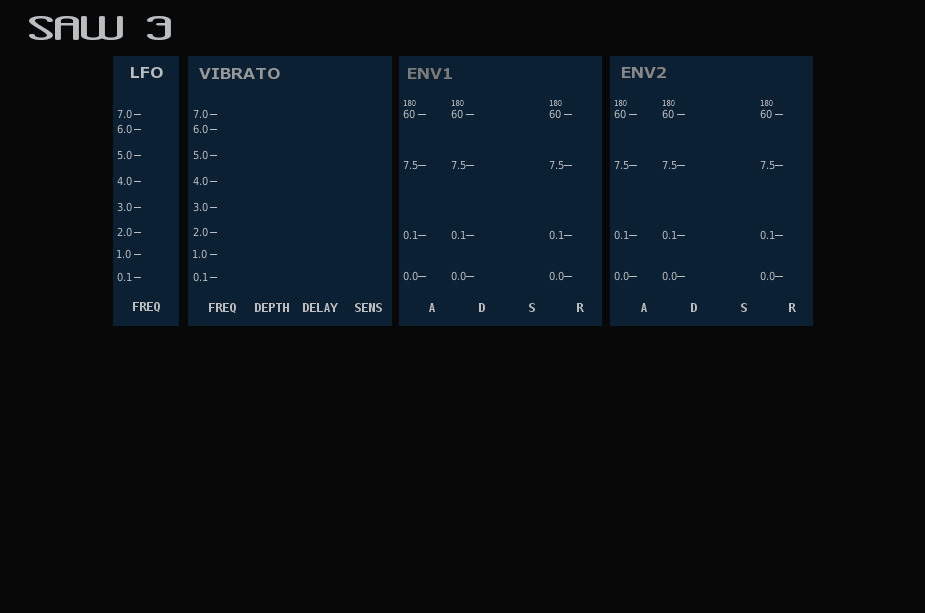 SAW 3
LFO VIBRATO ENV1 ENV2
180 180 180 180 180 180
7.0 7.0 60 60 60 60 60 60
6.0 6.0
5.0 5.0 7.5 7.5 7.5 7.5 7.5 7.5
4.0 4.0
3.0 3.0
2.0 2.0 0.1 0.1 0.1 0.1 0.1 0.1
1.0 1.0
0.1 0.1 0.0 0.0 0.0 0.0 0.0 0.0
FREQ FREQ DEPTH DELAY SENS A D S R A D S R